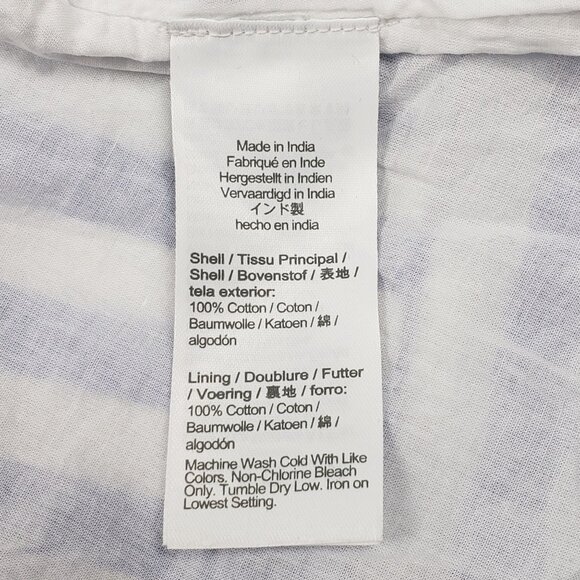 Made in India
Fabriqué en Inde
Hergestellt in Indien
Vervaardigd in India
インド製
hecho en india
Shell / Tissu Principal /
Shell / Bovenstof / 表地 /
tela exterior:
100% Cotton / Coton /
Baumwolle / Katoen / 綿 /
algodón
Lining / Doublure / Futter
/ Voering / 裏地 / forro:
100% Cotton / Coton /
Baumwolle / Katoen / 綿 /
algodón
Machine Wash Cold With Like
Colors. Non-Chlorine Bleach
Only. Tumble Dry Low. Iron on
Lowest Setting.